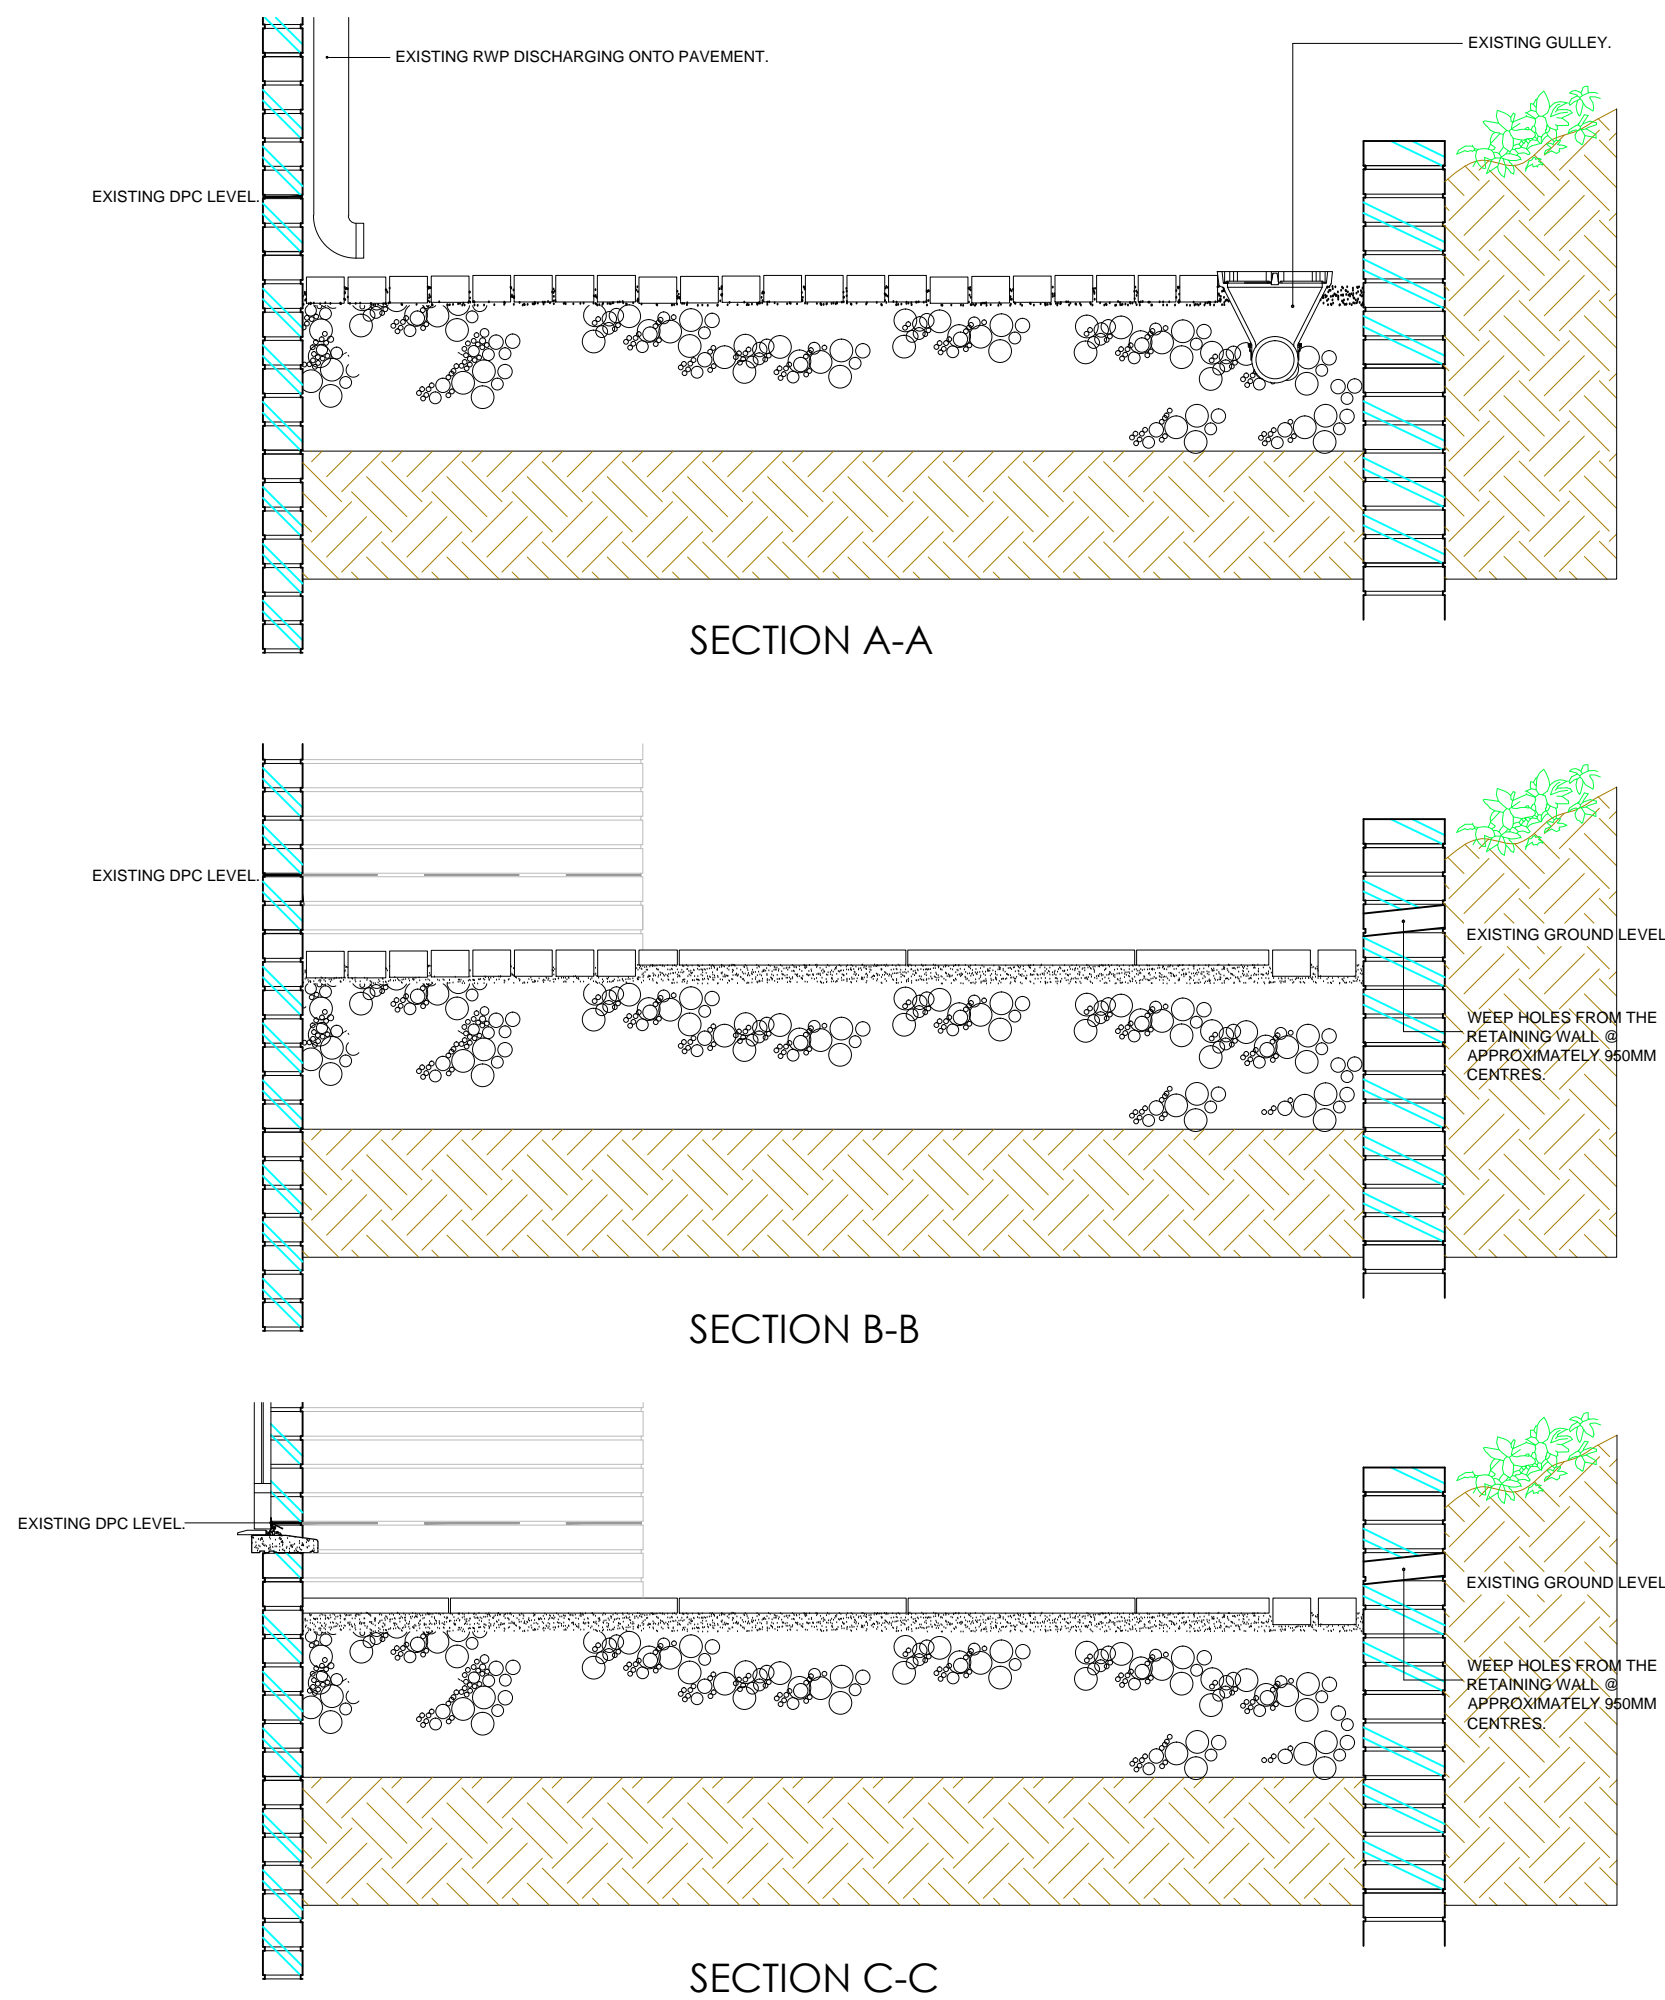 EXISTING RWP DISCHARGING ONTO PAVEMENT.
EXISTING GULLEY.
EXISTING DPC LEVEL.
SECTION A-A
EXISTING DPC LEVEL.
EXISTING GROUND LEVEL
WEEP HOLES FROM THE
RETAINING WALL @
APPROXIMATELY 950MM
CENTRES.
SECTION B-B
EXISTING DPC LEVEL.
EXISTING GROUND LEVEL
WEEP HOLES FROM THE
RETAINING WALL @
APPROXIMATELY 950MM
CENTRES.
SECTION C-C